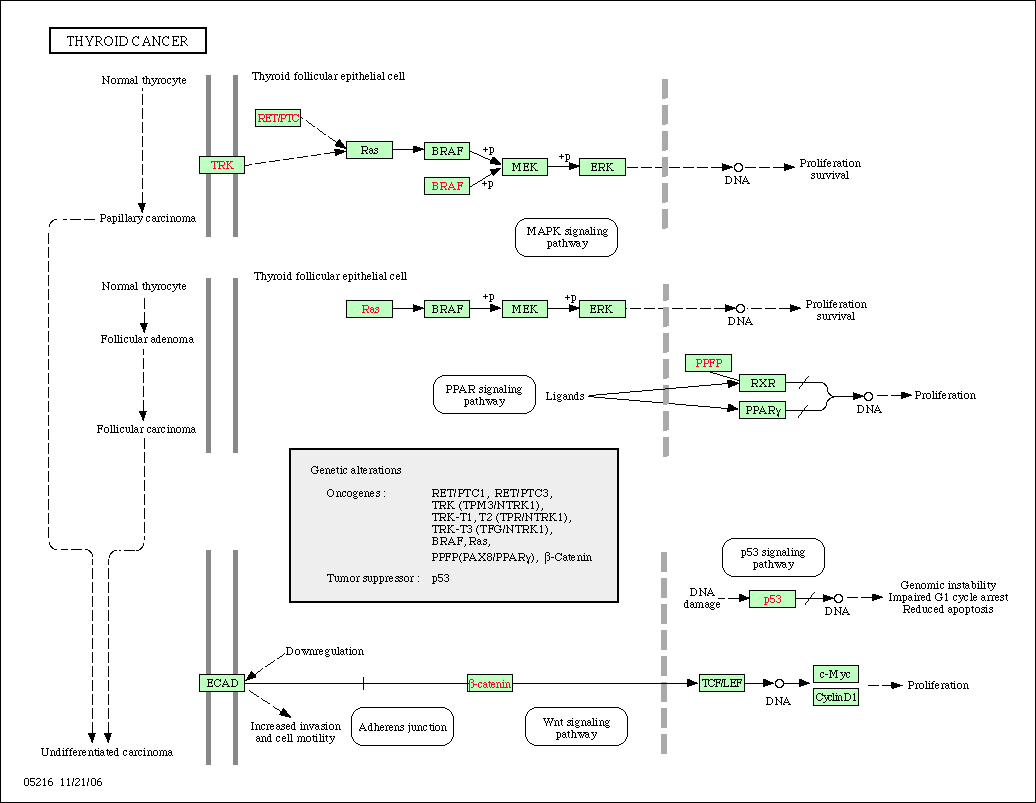 THYROID CANCER
Normal thyrocyte
Thyroid follicular epithelial cell
RET/PTC
Ras
BRAF
+p
TRK
MEK
+p
ERK
BRAF
+p
DNA
Proliferation
survival
Papillary carcinoma
MAPK signaling
pathway
Thyroid follicular epithelial cell
Normal thyrocyte
Ras
BRAF
+p
MEK
+p
ERK
DNA
Proliferation
survival
Follicular adenoma
PPFP
RXR
PPARγ
PPAR signaling
pathway
Ligands
DNA
Proliferation
Follicular carcinoma
Genetic alterations
Oncogenes :
RET/PTC1, RET/PTC3,
TRK (TPM3/NTRK1),
TRK-T1, T2 (TPR/NTRK1),
TRK-T3 (TFG/NTRK1),
BRAF, Ras,
PPFP(PAX8/PPARγ), β-Catenin
Tumor suppressor : p53
p53 signaling
pathway
DNA
damage
p53
DNA
Genomic instability
Impaired G1 cycle arrest
Reduced apoptosis
Downregulation
ECAD
β-catenin
TCF/LEF
DNA
c-Myc
CyclinD1
Proliferation
Increased invasion
and cell motility
Adherens junction
Wnt signaling
pathway
Undifferentiated carcinoma
05216 11/21/06